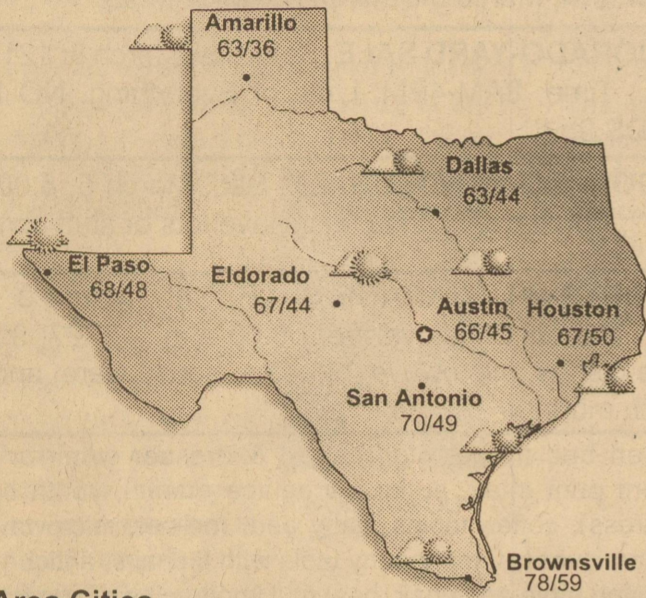 Amarillo
63/36
Dallas
63/44
El Paso
68/48
Eldorado
67/44
Austin
66/45
Houston
67/50
San Antonio
70/49
Brownsville
78/59
Area Cities